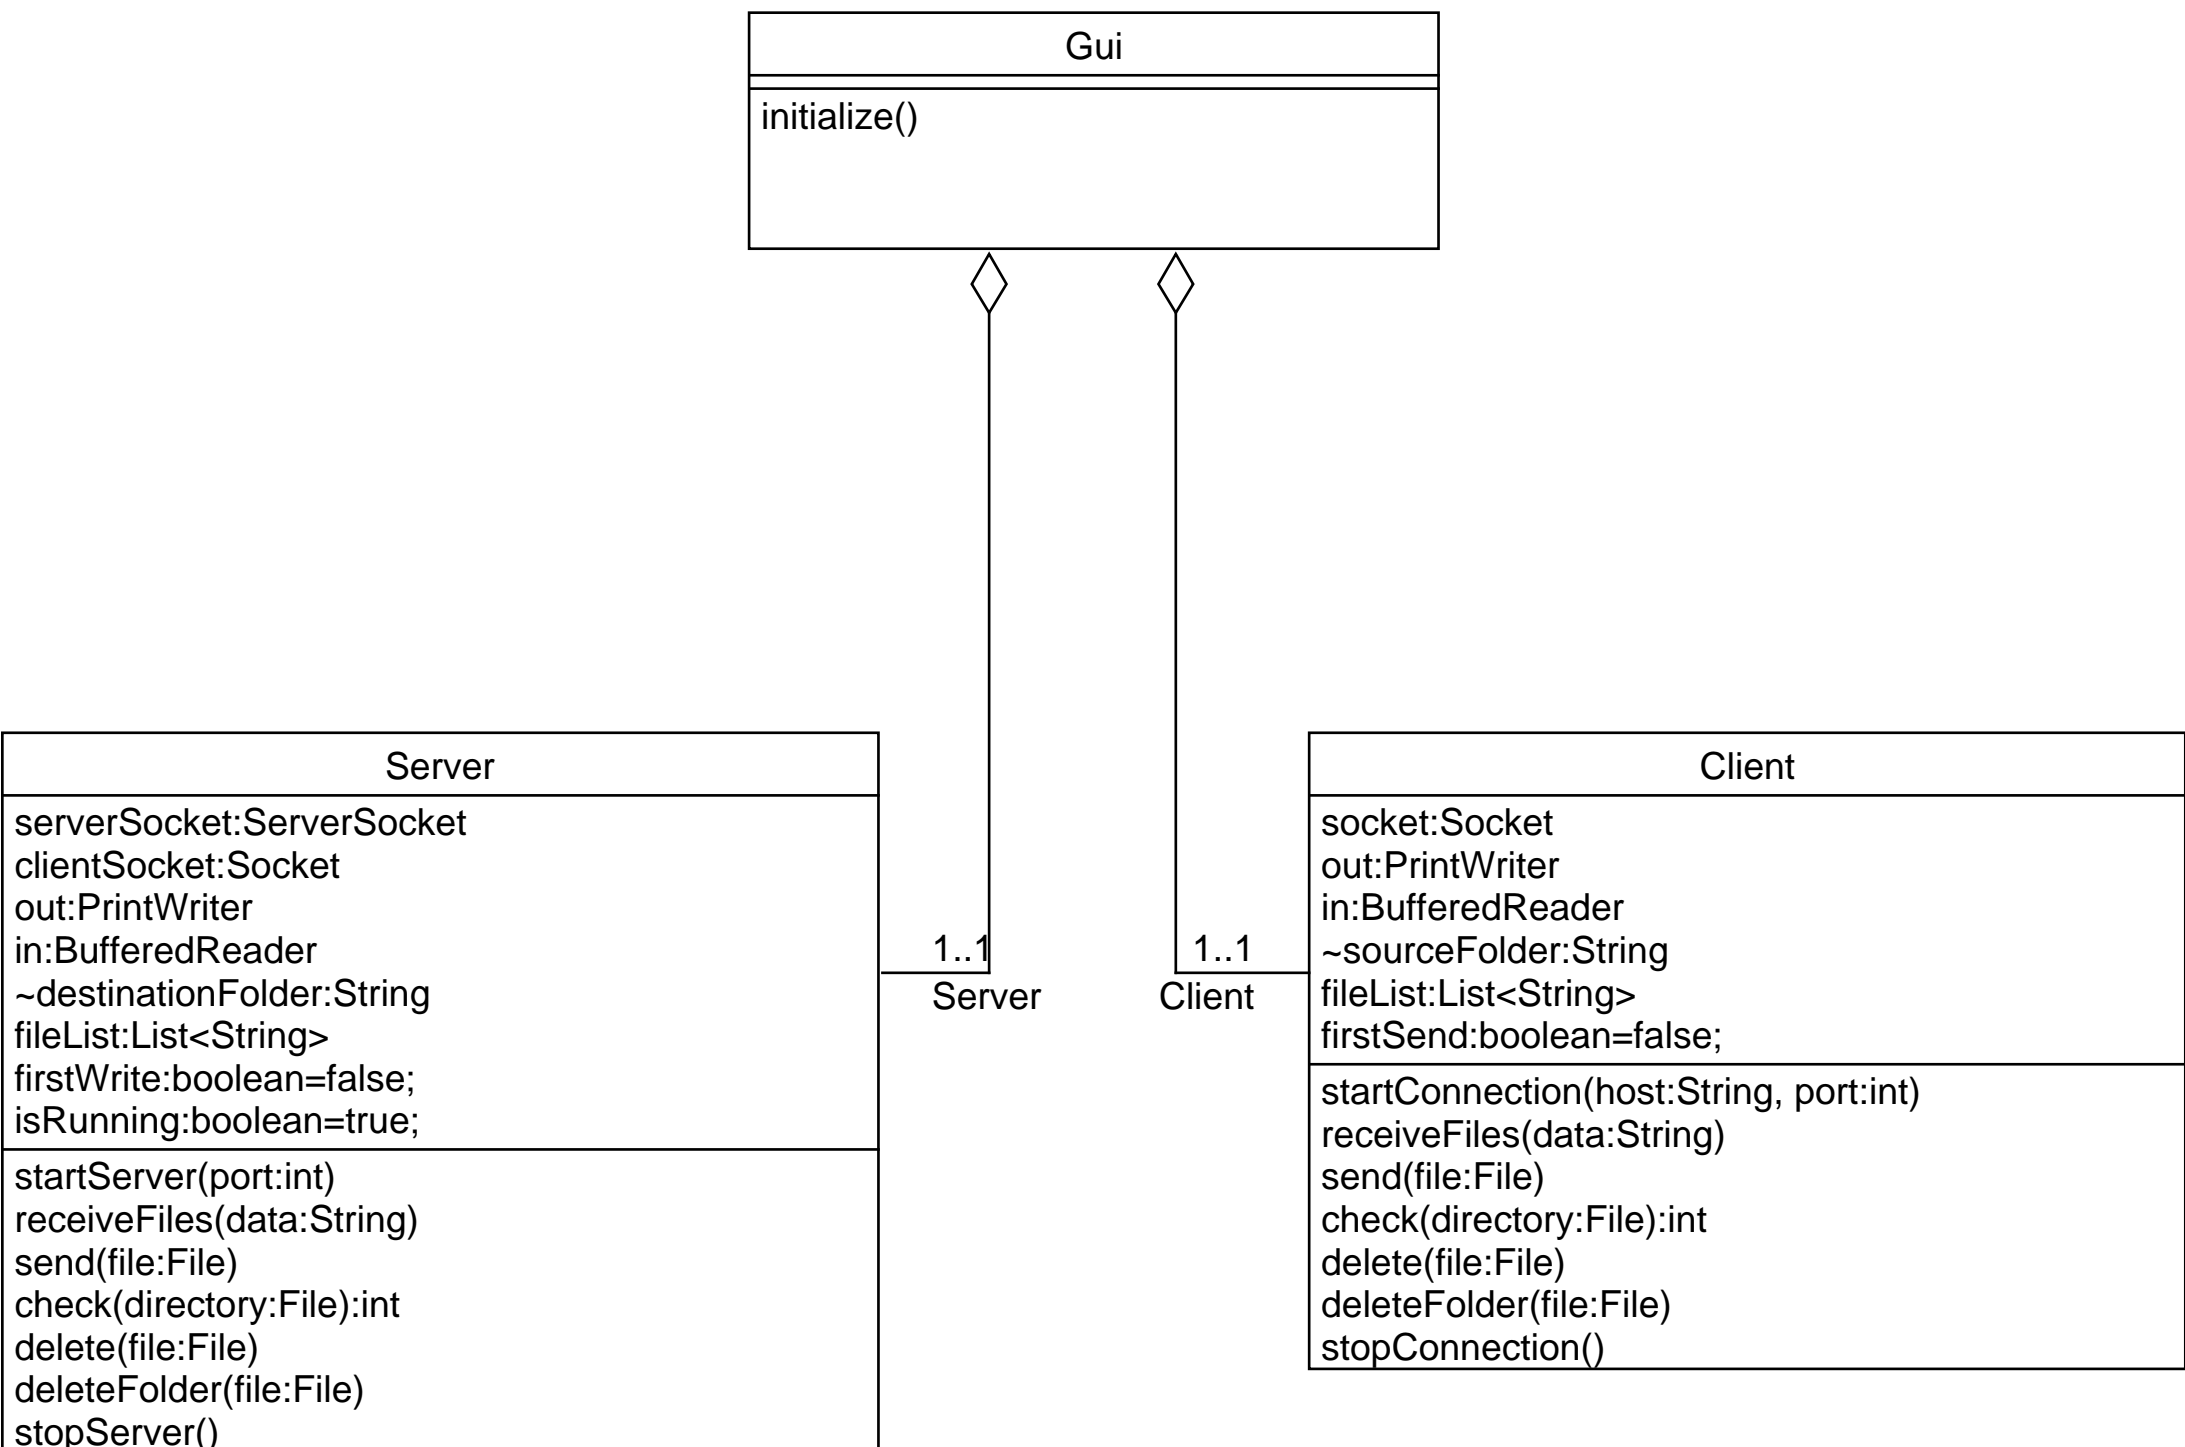 Gui
initialize()
Server
serverSocket:ServerSocket
clientSocket:Socket
out:PrintWriter
in:BufferedReader
~destinationFolder:String
fileList:List<String>
firstWrite:boolean=false;
isRunning:boolean=true;
startServer(port:int)
receiveFiles(data:String)
send(file:File)
check(directory:File):int
delete(file:File)
deleteFolder(file:File)
stopServer()
1..1
Server
1..1
Client
Client
socket:Socket
out:PrintWriter
in:BufferedReader
~sourceFolder:String
fileList:List<String>
firstSend:boolean=false;
startConnection(host:String, port:int)
receiveFiles(data:String)
send(file:File)
check(directory:File):int
delete(file:File)
deleteFolder(file:File)
stopConnection()